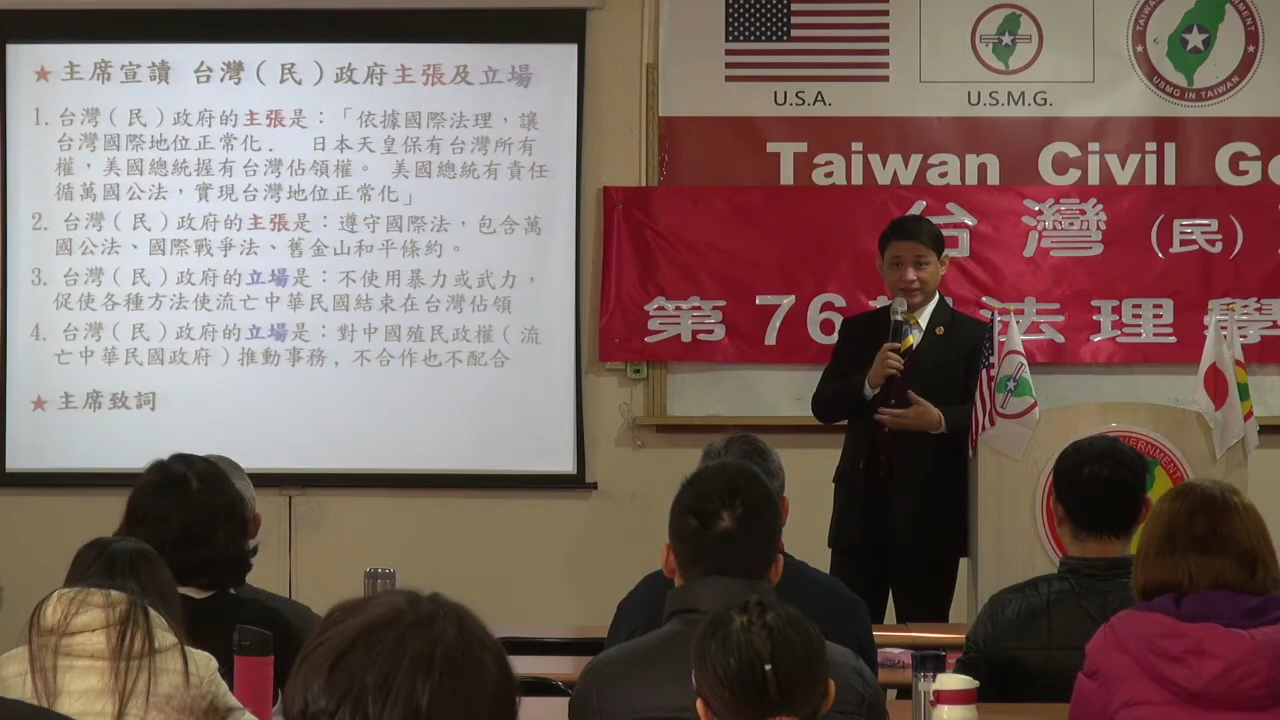 ★ 主席宣讀 台灣(民)政府主張及立場
1. 台灣(民)政府的主張是:「依據國際法理,讓
台灣國際地位正常化. 日本天皇保有台灣所有
權,美國總統握有台灣佔領權。 美國總統有責任
循萬國公法,實現台灣地位正常化」
2. 台灣(民)政府的主張是:遵守國際法,包含萬
國公法、國際戰爭法、舊金山和平條約。
3. 台灣(民)政府的立場是:不使用暴力或武力,
促使各種方法使流亡中華民國結束在台灣佔領
4. 台灣(民)政府的立場是:對中國殖民政權(流
亡中華民國政府)推動事務, 不合作也不配合
★ 主席致詞
U.S.A.
U.S.M.G.
USMG IN TAIWAN
Taiwan Civil
台灣(民)
第76 法理學